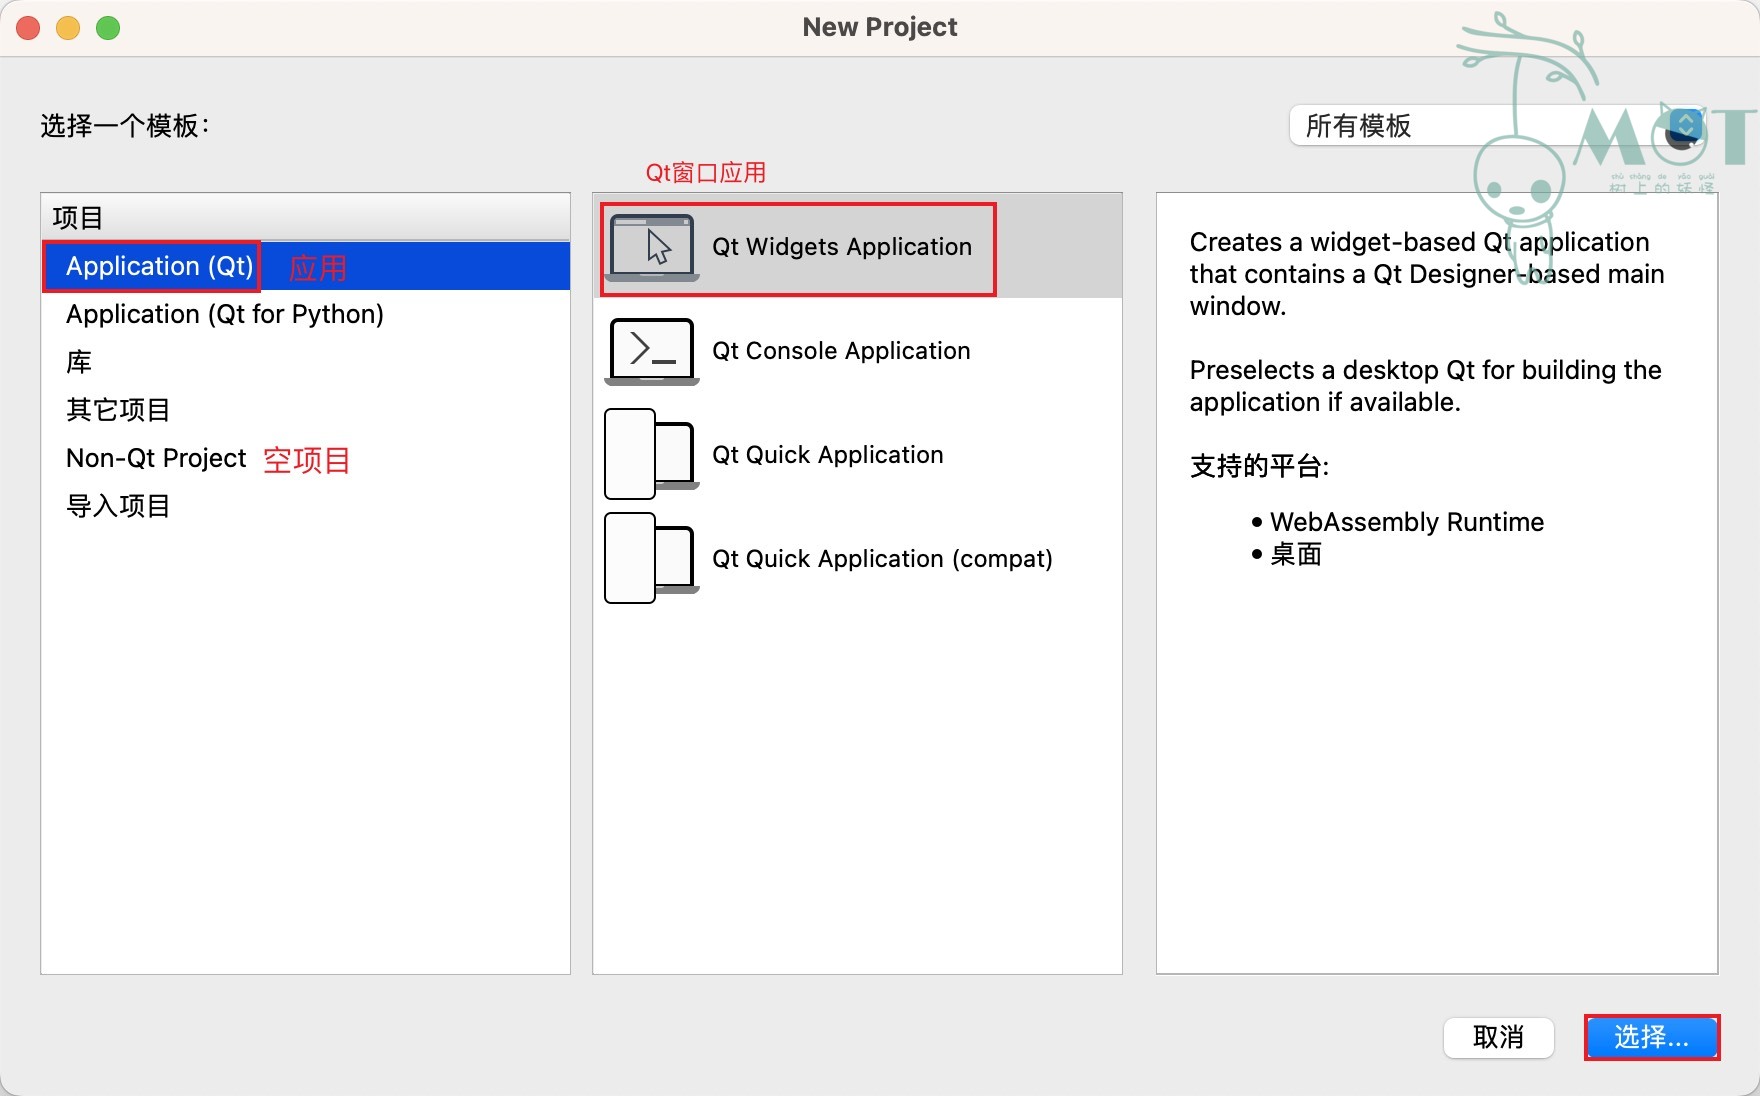 New Project
选择一个模板:
所有模板
MOT
shù shàng de yāo guài
树上的妖怪
Qt窗口应用
项目
Application (Qt) 应用
Application (Qt for Python)
库
其它项目
Non-Qt Project 空项目
导入项目
Qt Widgets Application
Qt Console Application
Qt Quick Application
Qt Quick Application (compat)
Creates a widget-based Qt application
that contains a Qt Designer-based main
window.
Preselects a desktop Qt for building the
application if available.
支持的平台:
• WebAssembly Runtime
• 桌面
取消
选择...